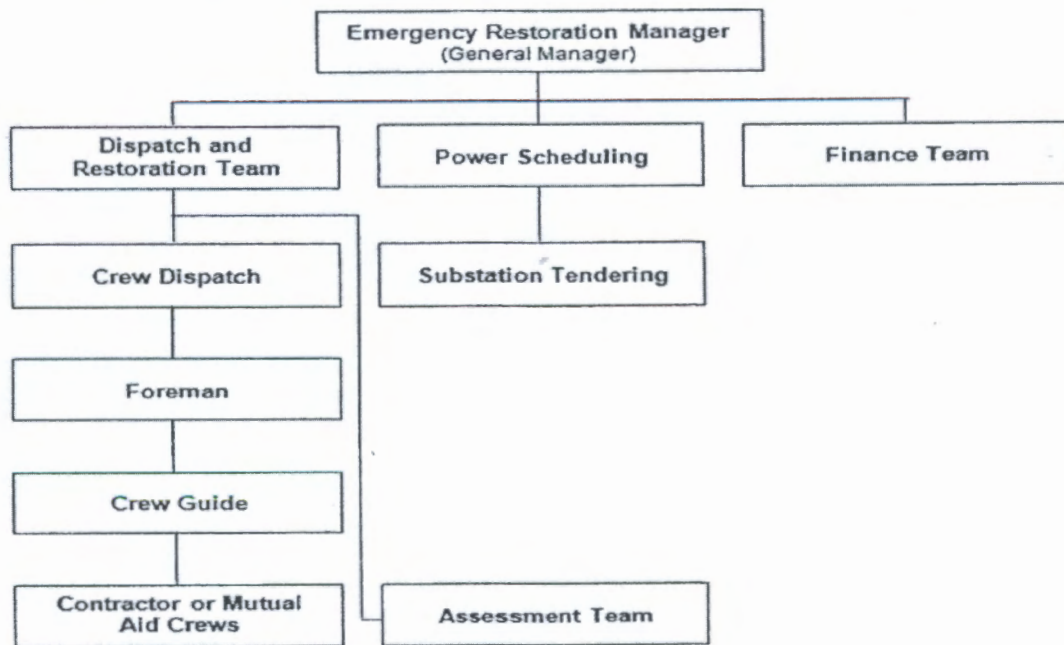 Emergency Restoration Manager
(General Manager)
Dispatch and
Restoration Team
Power Scheduling
Finance Team
Crew Dispatch
Substation Tendering
Foreman
Crew Guide
Contractor or Mutual
Aid Crews
Assessment Team